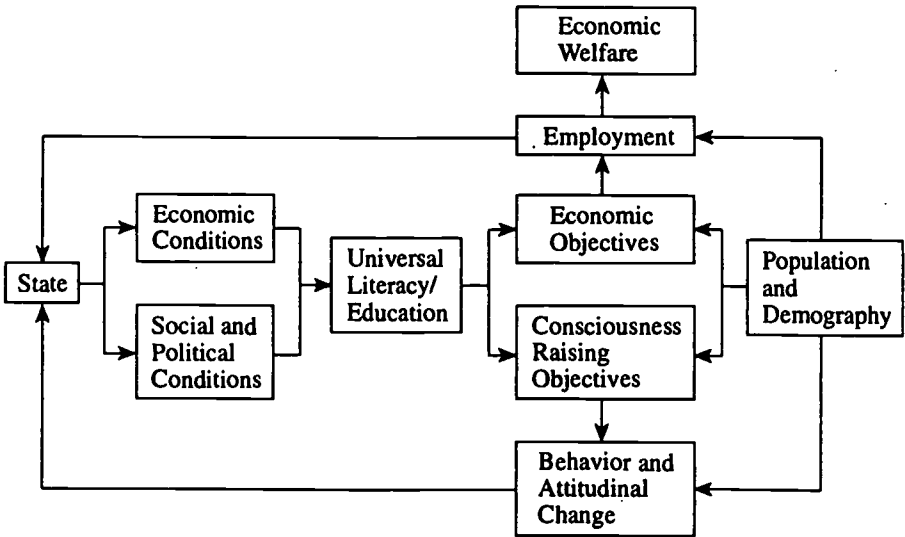 Economic
Welfare
Employment
Economic
Conditions
Economic
Objectives
State
Universal
Literacy/
Education
Population
and
Demography
Social and
Political
Conditions
Consciousness
Raising
Objectives
Behavior and
Attitudinal
Change